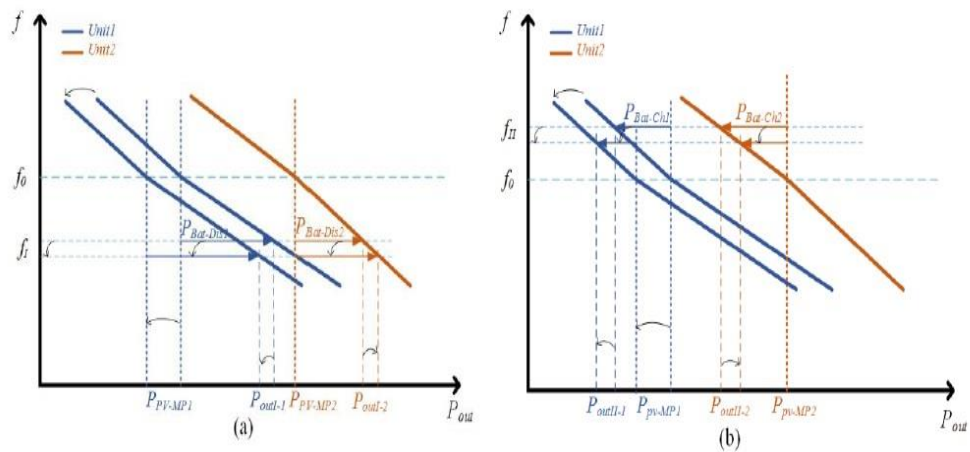 f
Unit1
Unit2
f0
fI
PBat-Dis1
PBat-Dis2
PPV-MP1
PoutI-1
PPV-MP2
PoutI-2
Pout
(a)
f
Unit1
Unit2
fII
f0
PBat-Ch1
PBat-Ch2
PoutII-1
Ppv-MP1
PoutII-2
Ppv-MP2
Pout
(b)